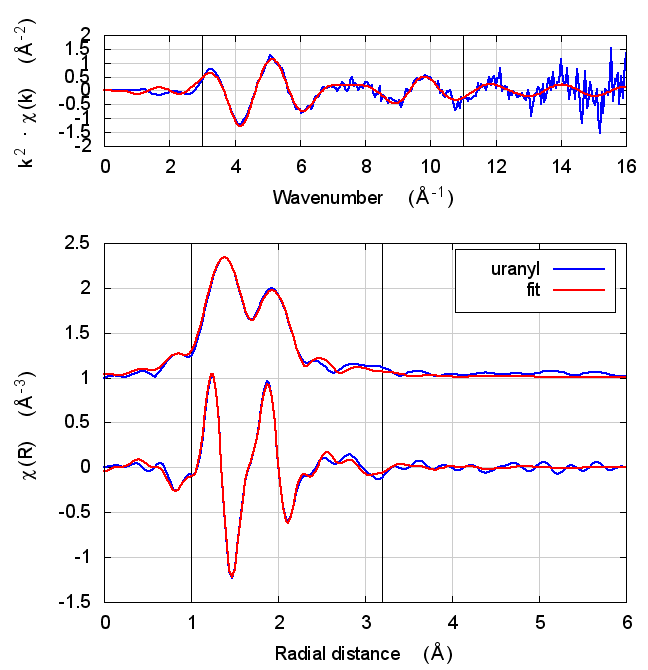 k² · χ(k) (Å⁻²)
2
1.5
1
0.5
0
-0.5
-1
-1.5
-2
0 2 4 6 8 10 12 14 16
Wavenumber (Å⁻¹)
χ(R) (Å⁻³)
2.5
2
1.5
1
0.5
0
-0.5
-1
-1.5
uranyl
fit
0 1 2 3 4 5 6
Radial distance (Å)